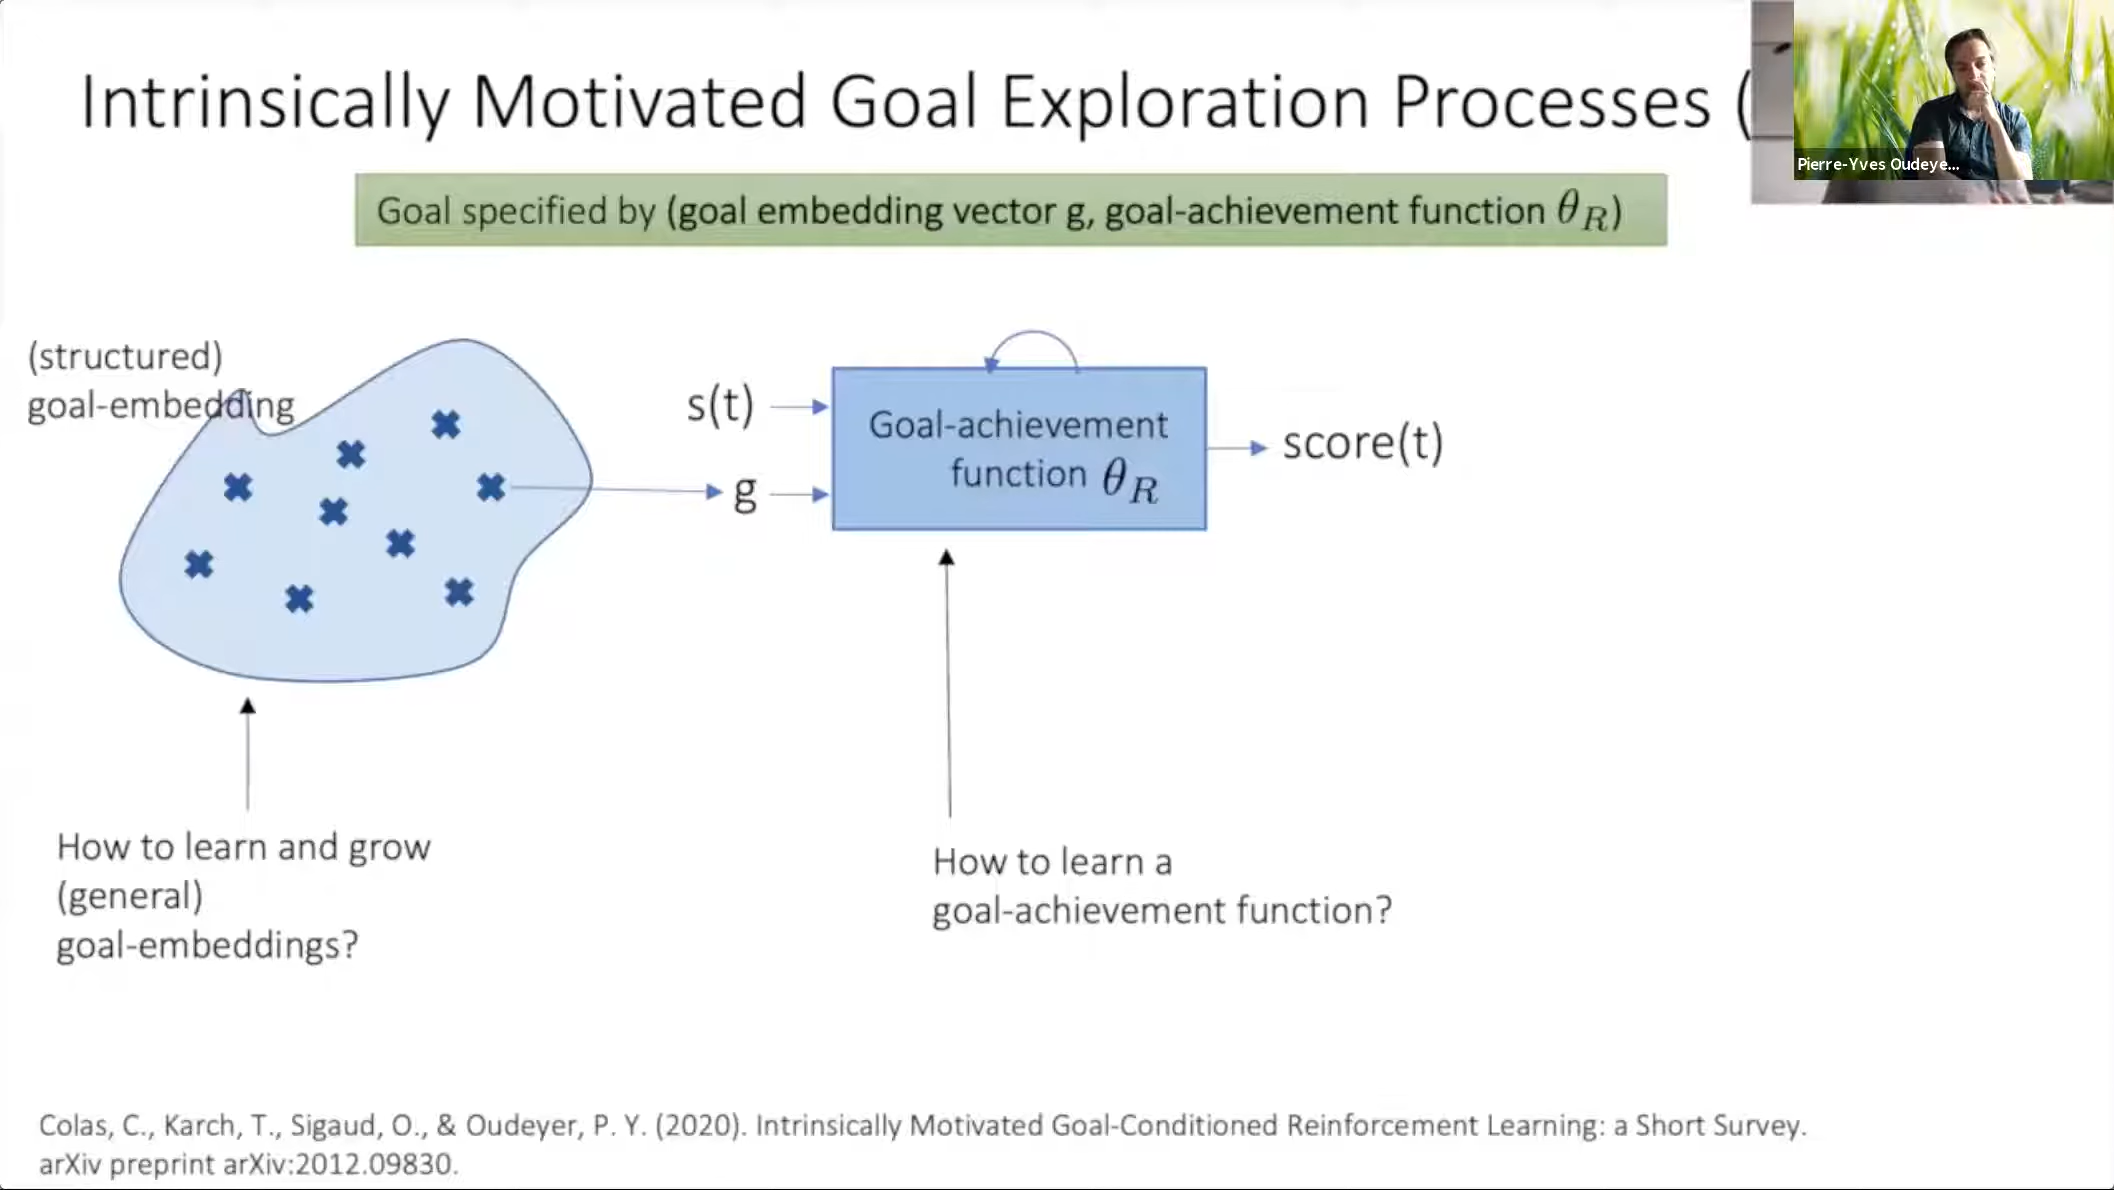 Intrinsically Motivated Goal Exploration Processes (
Pierre-Yves Oudeye...
Goal specified by (goal embedding vector g, goal-achievement function θ_R)
(structured)
goal-embedding
s(t)
g
Goal-achievement
function θ_R
score(t)
How to learn and grow
(general)
goal-embeddings?
How to learn a
goal-achievement function?
Colas, C., Karch, T., Sigaud, O., & Oudeyer, P. Y. (2020). Intrinsically Motivated Goal-Conditioned Reinforcement Learning: a Short Survey.
arXiv preprint arXiv:2012.09830.